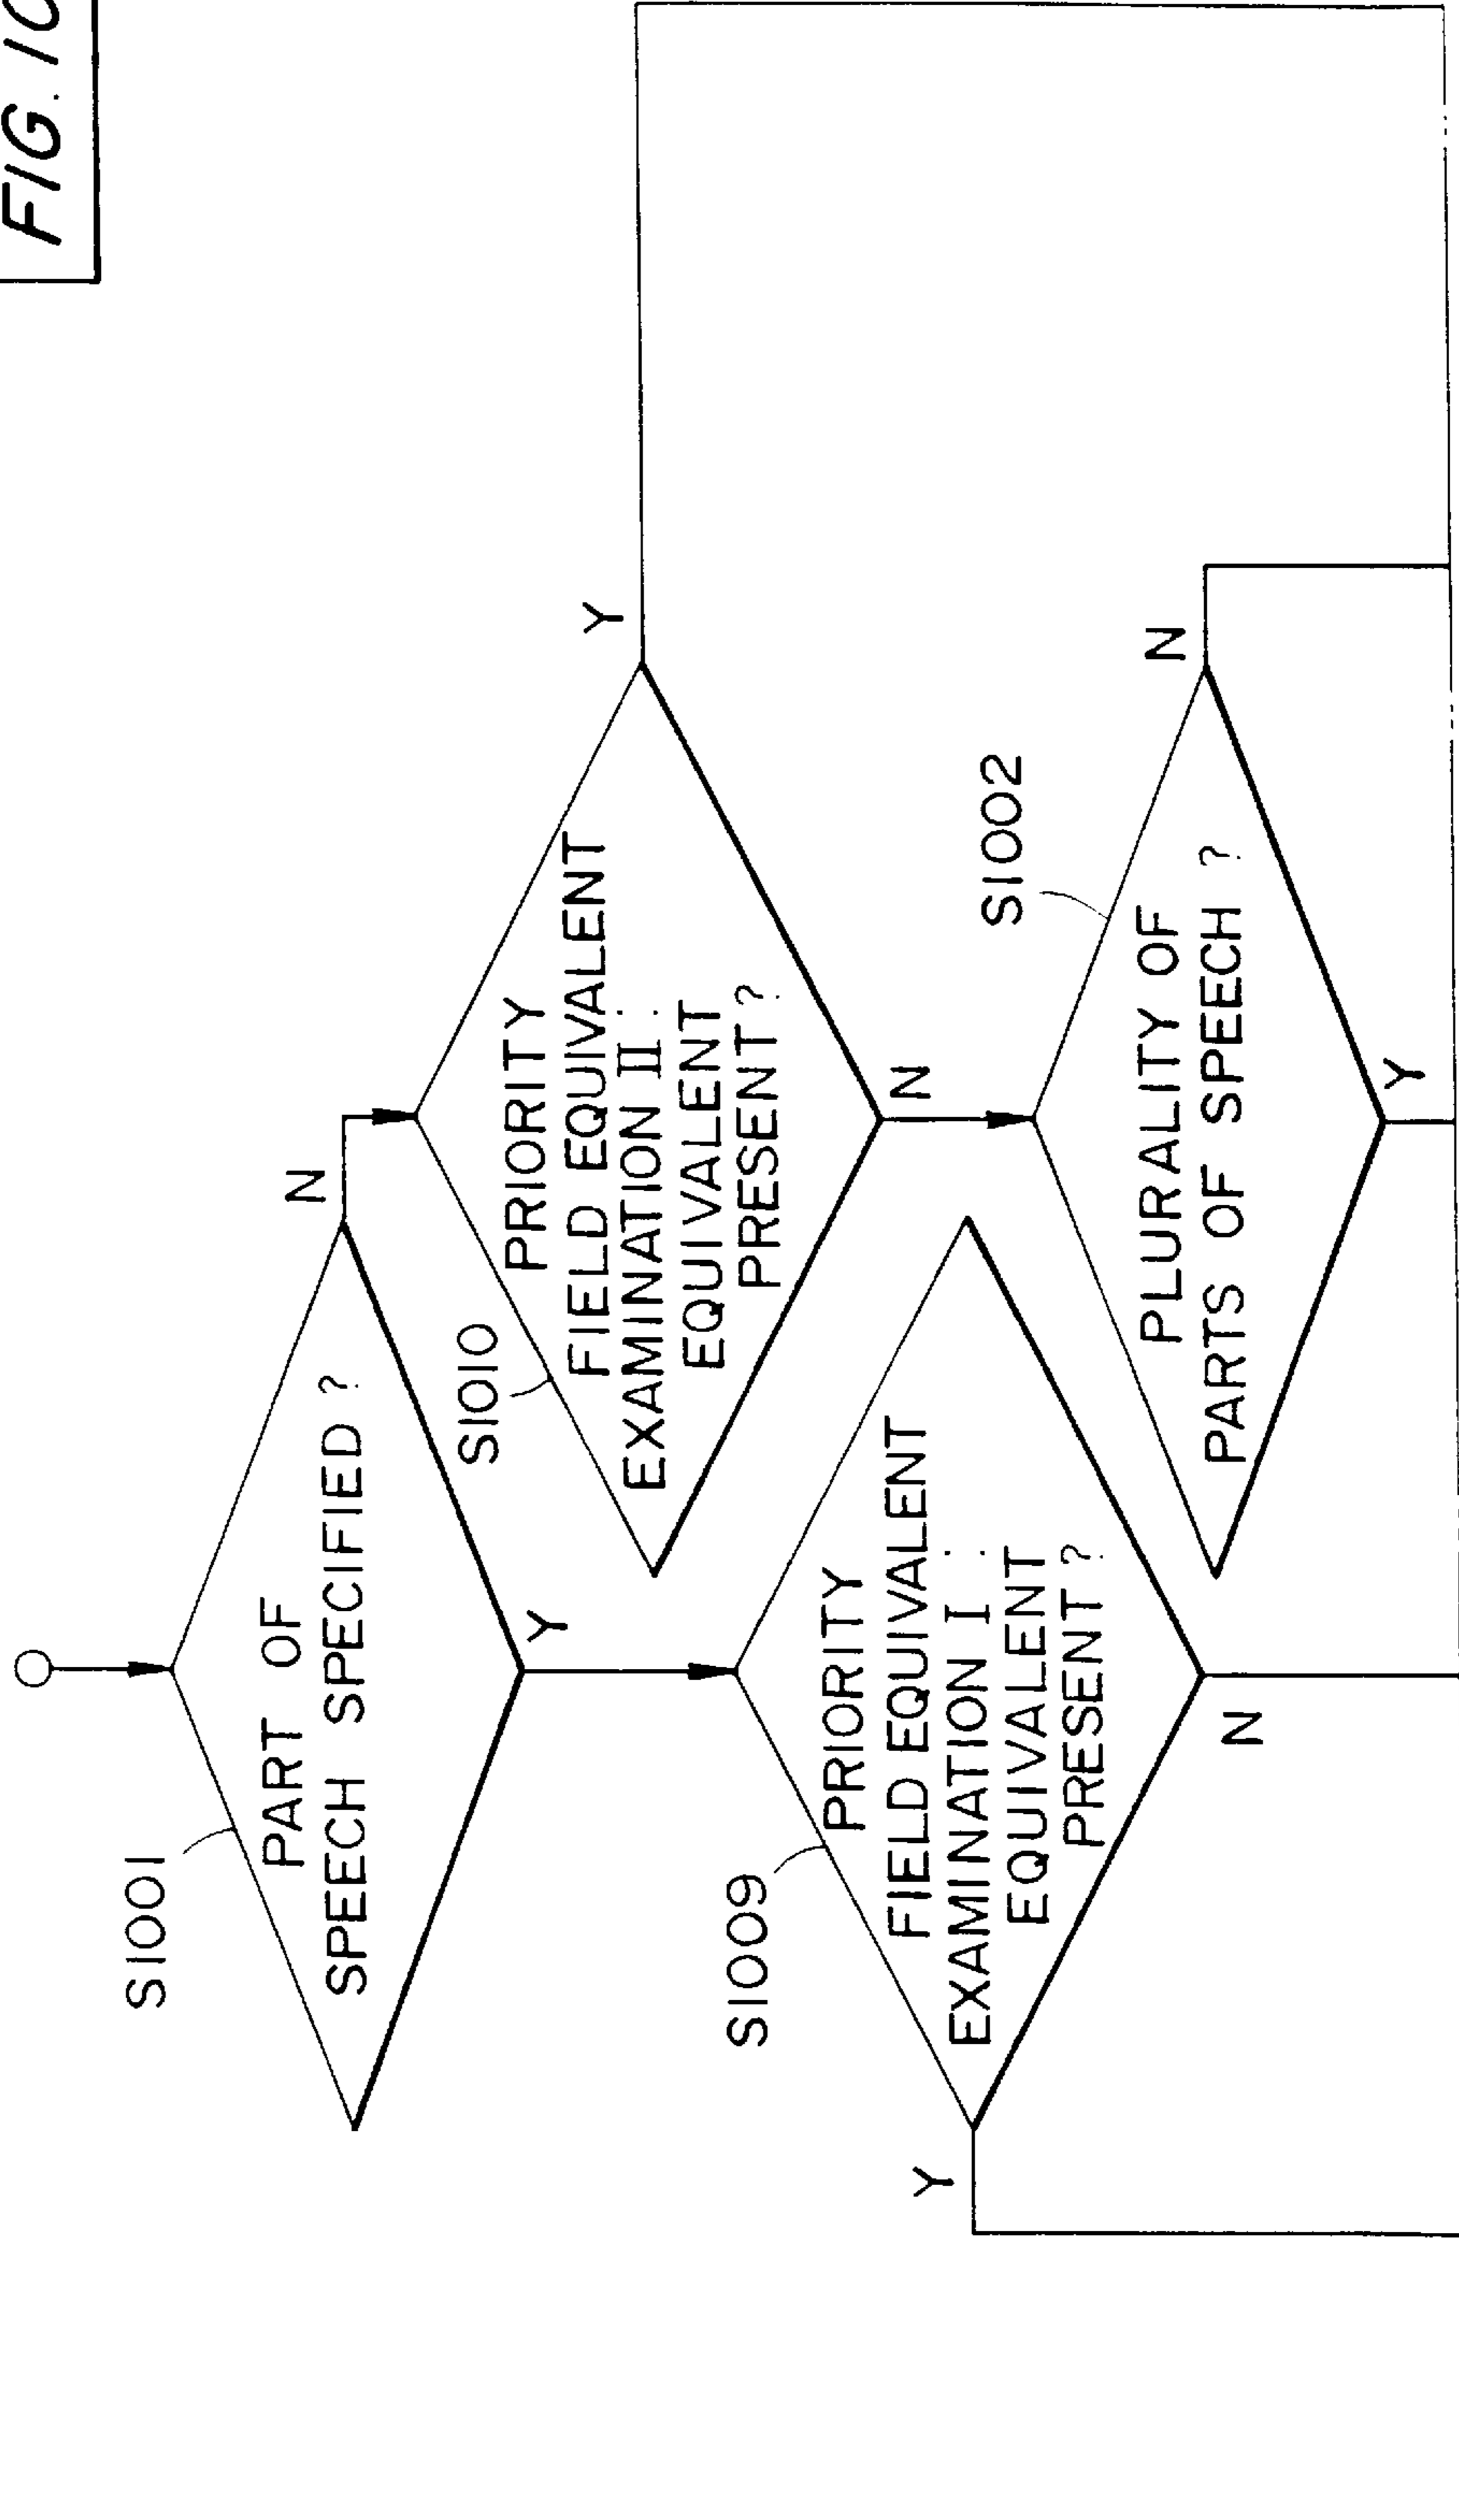 FIG. 10
S1001
PART OF
SPEECH SPECIFIED ?
N
Y
S1010
PRIORITY
FIELD EQUIVALENT
EXAMINATION II :
EQUIVALENT
PRESENT ?
Y
N
S1009
PRIORITY
FIELD EQUIVALENT
EXAMINATION I :
EQUIVALENT
PRESENT ?
Y
N
S1002
PLURALITY OF
PARTS OF SPEECH ?
N
Y